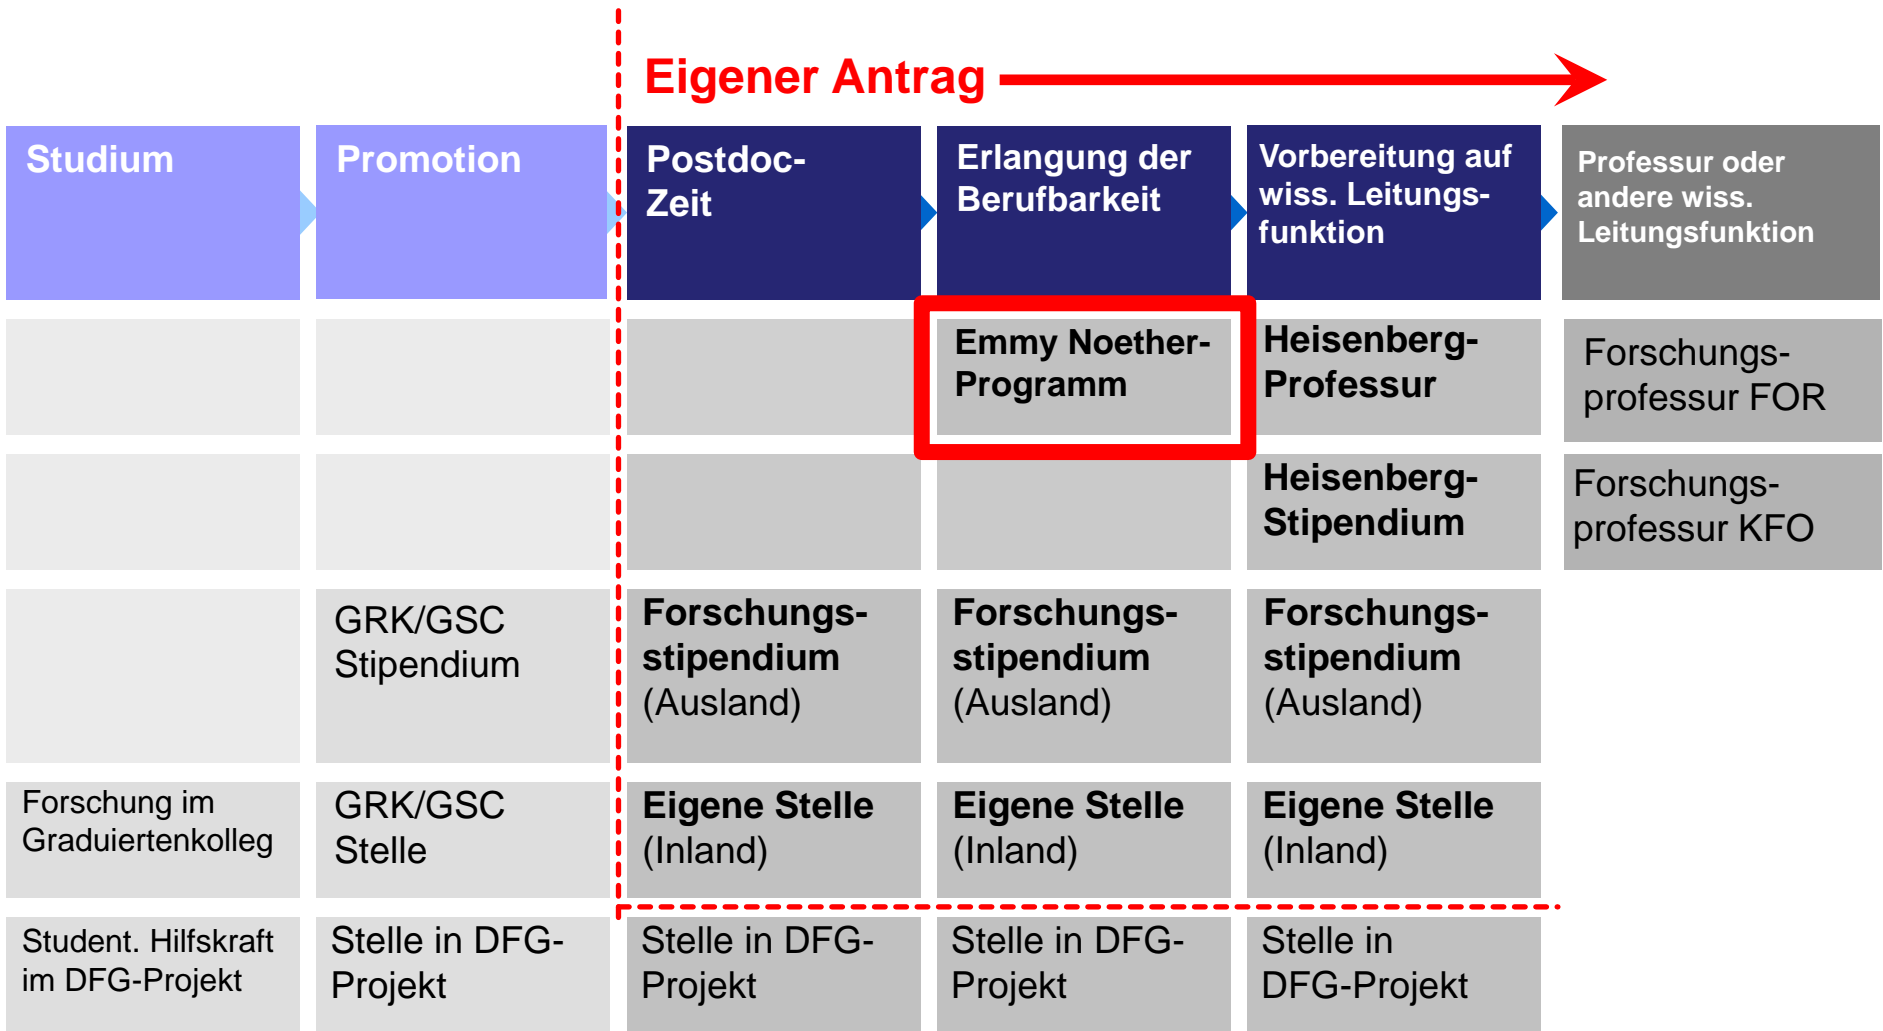 Eigener Antrag
Studium
Promotion
Postdoc-
Zeit
Erlangung der
Berufbarkeit
Vorbereitung auf
wiss. Leitungs-
funktion
Professur oder
andere wiss.
Leitungsfunktion
Emmy Noether-
Programm
Heisenberg-
Professur
Forschungs-
professur FOR
Heisenberg-
Stipendium
Forschungs-
professur KFO
GRK/GSC
Stipendium
Forschungs-
stipendium
(Ausland)
Forschungs-
stipendium
(Ausland)
Forschungs-
stipendium
(Ausland)
Forschung im
Graduiertenkolleg
GRK/GSC
Stelle
Eigene Stelle
(Inland)
Eigene Stelle
(Inland)
Eigene Stelle
(Inland)
Student. Hilfskraft
im DFG-Projekt
Stelle in DFG-
Projekt
Stelle in DFG-
Projekt
Stelle in DFG-
Projekt
Stelle in
DFG-Projekt